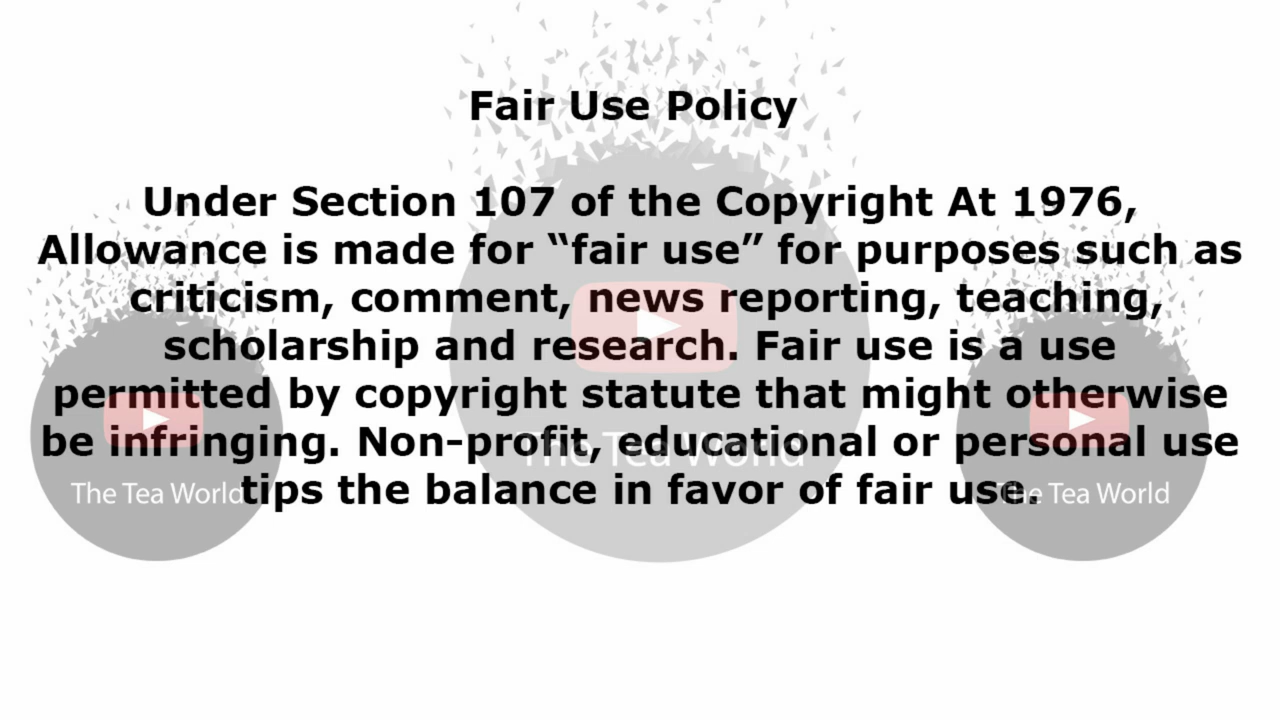 Fair Use Policy
Under Section 107 of the Copyright At 1976,
Allowance is made for “fair use” for purposes such as
criticism, comment, news reporting, teaching,
scholarship and research. Fair use is a use
permitted by copyright statute that might otherwise
be infringing. Non-profit, educational or personal use
tips the balance in favor of fair use.
The Tea World
The Tea World
The Tea World